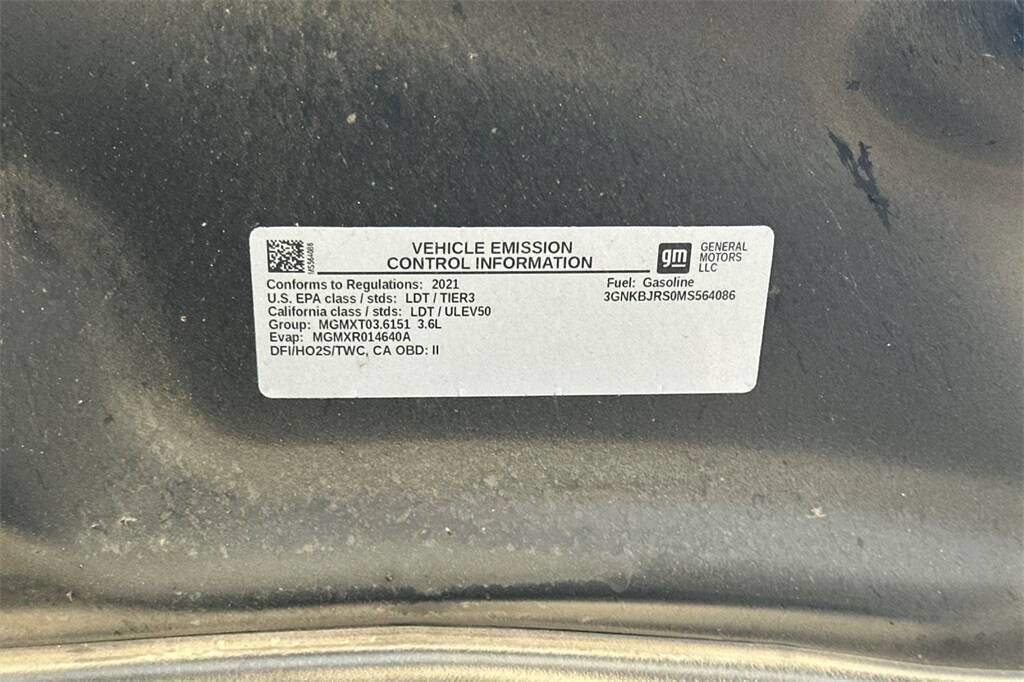 MS564086
VEHICLE EMISSION
CONTROL INFORMATION
gm
GENERAL
MOTORS
LLC
Conforms to Regulations: 2021
U.S. EPA class / stds: LDT / TIER3
California class / stds: LDT / ULEV50
Group: MGMXT03.6151 3.6L
Evap: MGMXR014640A
DFI/HO2S/TWC, CA OBD: II
Fuel: Gasoline
3GNKBJRS0MS564086